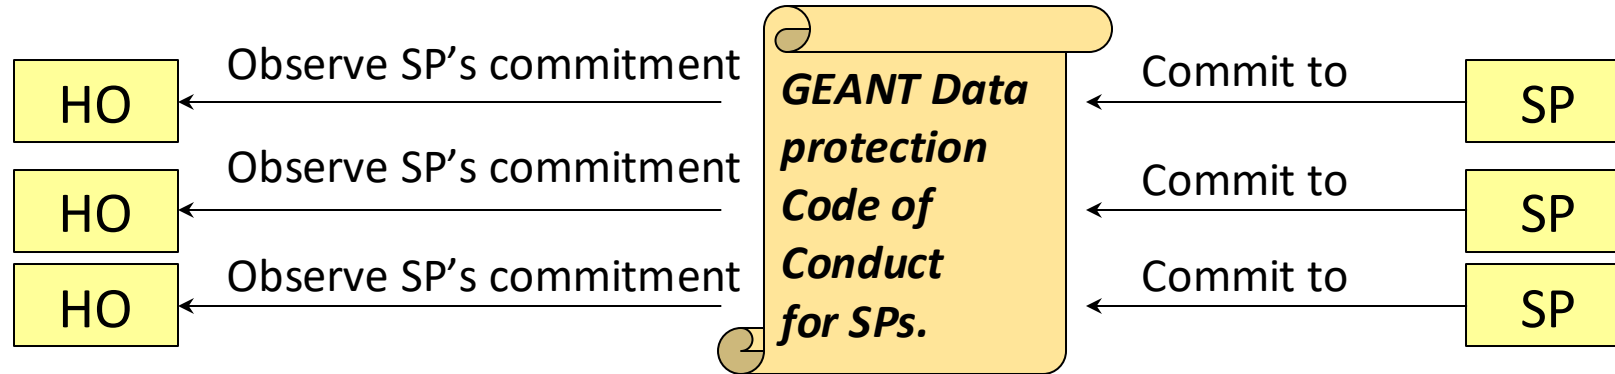 HO
Observe SP’s commitment
HO
Observe SP’s commitment
HO
Observe SP’s commitment
GEANT Data
protection
Code of
Conduct
for SPs.
Commit to
SP
Commit to
SP
Commit to
SP